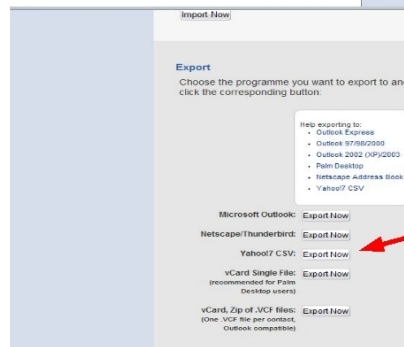 Import Now
Export
Choose the programme you want to export to and
click the corresponding button:
Help exporting to:
Outlook Express
Outlook 97/98/2000
Outlook 2002 (XP)/2003
Palm Desktop
Netscape Address Book
Yahoo!7 CSV
Microsoft Outlook: Export Now
Netscape/Thunderbird: Export Now
Yahoo!7 CSV: Export Now
vCard Single File: Export Now
(recommended for Palm
Desktop users)
vCard, Zip of .VCF files: Export Now
(One .VCF file per contact,
Outlook compatible)